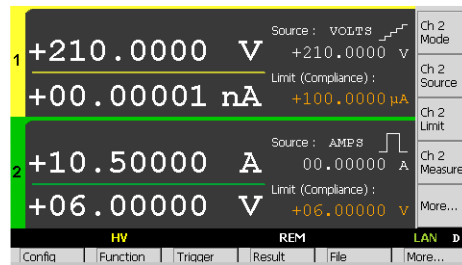 1
+210.0000 V
+00.00001 nA
Source: VOLTS
+210.0000 V
Limit (Compliance):
+100.0000 µA
2
+10.50000 A
+06.00000 V
Source: AMPS
00.00000 A
Limit (Compliance):
+06.00000 V
Ch 2
Mode
Ch 2
Source
Ch 2
Limit
Ch 2
Measure
More...
HV REM LAN D
Config Function Trigger Result File More...